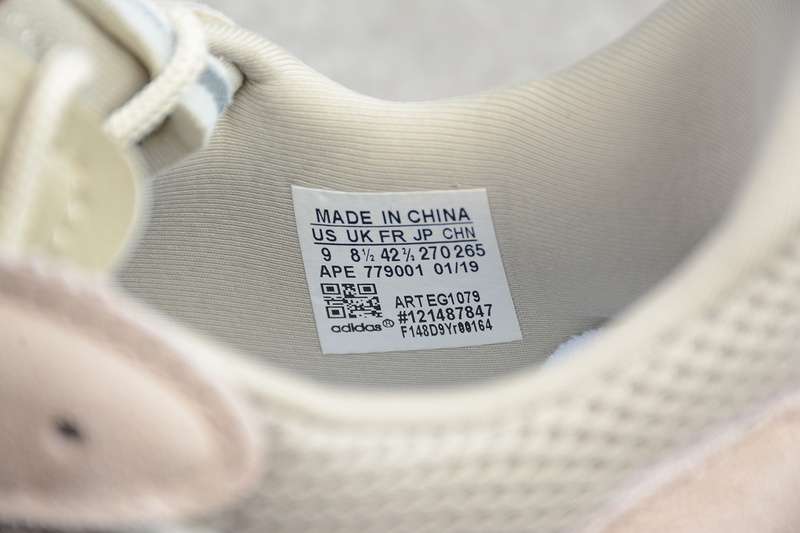 MADE IN CHINA
US UK FR JP CHN
9 8½ 42⅔ 270 265
APE 779001 01/19
ART EG1079
#121487847
adidas®
F148D9Yr00164